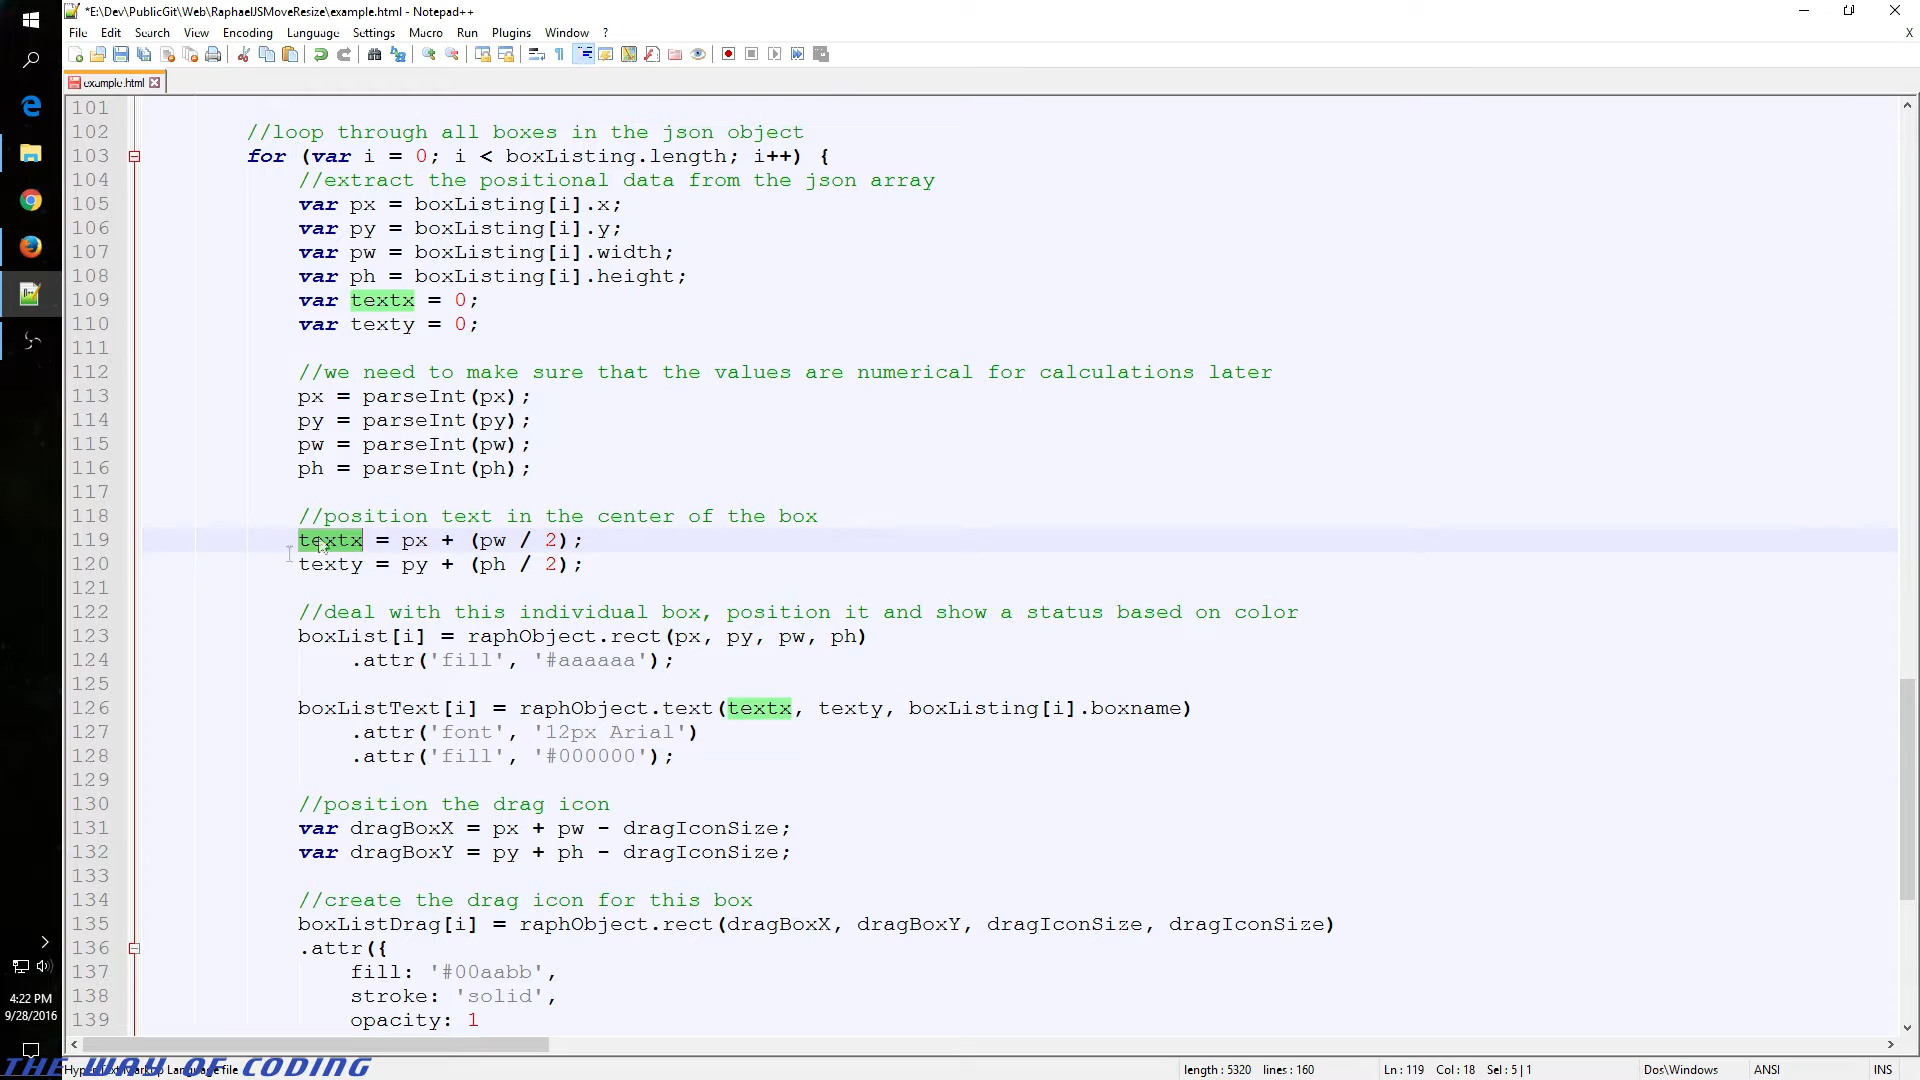 *E:\Dev\PublicGit\Web\RaphaelJSMoveResize\example.html - Notepad++
File Edit Search View Encoding Language Settings Macro Run Plugins Window ? X
example.html
101
102 //loop through all boxes in the json object
103 for (var i = 0; i < boxListing.length; i++) {
104 //extract the positional data from the json array
105 var px = boxListing[i].x;
106 var py = boxListing[i].y;
107 var pw = boxListing[i].width;
108 var ph = boxListing[i].height;
109 var textx = 0;
110 var texty = 0;
111
112 //we need to make sure that the values are numerical for calculations later
113 px = parseInt(px);
114 py = parseInt(py);
115 pw = parseInt(pw);
116 ph = parseInt(ph);
117
118 //position text in the center of the box
119 textx = px + (pw / 2);
120 texty = py + (ph / 2);
121
122 //deal with this individual box, position it and show a status based on color
123 boxList[i] = raphObject.rect(px, py, pw, ph)
124 .attr('fill', '#aaaaaa');
125
126 boxListText[i] = raphObject.text(textx, texty, boxListing[i].boxname)
127 .attr('font', '12px Arial')
128 .attr('fill', '#000000');
129
130 //position the drag icon
131 var dragBoxX = px + pw - dragIconSize;
132 var dragBoxY = py + ph - dragIconSize;
133
134 //create the drag icon for this box
135 boxListDrag[i] = raphObject.rect(dragBoxX, dragBoxY, dragIconSize, dragIconSize)
136 .attr({
137 fill: '#00aabb',
138 stroke: 'solid',
139 opacity: 1
4:22 PM
9/28/2016
THE WAY OF CODING
Hyper Text Markup Language file length : 5320 lines : 160 Ln : 119 Col : 18 Sel : 5 | 1 Dos\Windows ANSI INS